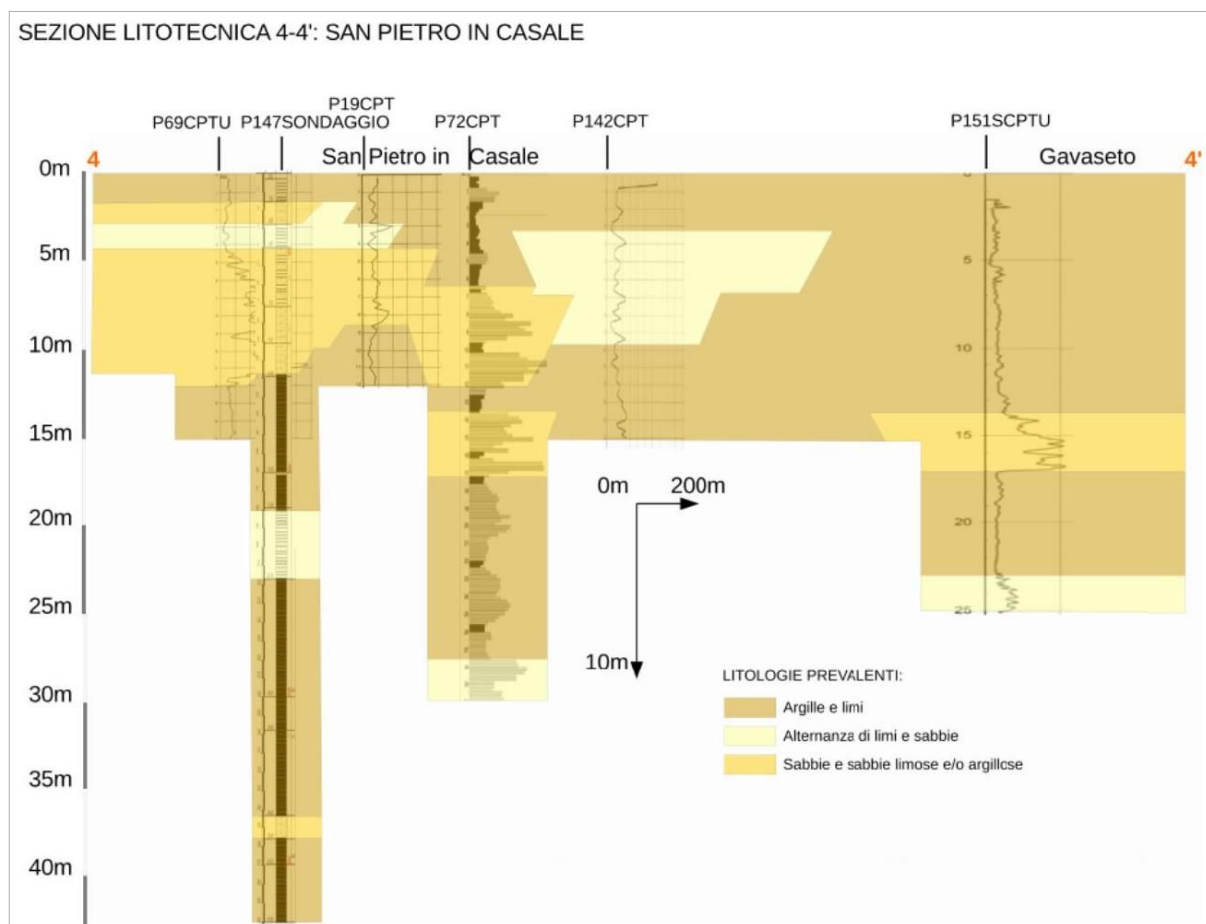 SEZIONE LITOTECNICA 4-4': SAN PIETRO IN CASALE
P19CPT
P69CPTU P147SONDAGGIO P72CPT P142CPT P151SCPTU
4 San Pietro in Casale Gavaseto 4'
0m
5m
5
10m
10
15m
15
0m 200m
20m
20
25m
25
10m
30m
LITOLOGIE PREVALENTI:
Argille e limi
Alternanza di limi e sabbie
Sabbie e sabbie limose e/o argillose
35m
40m